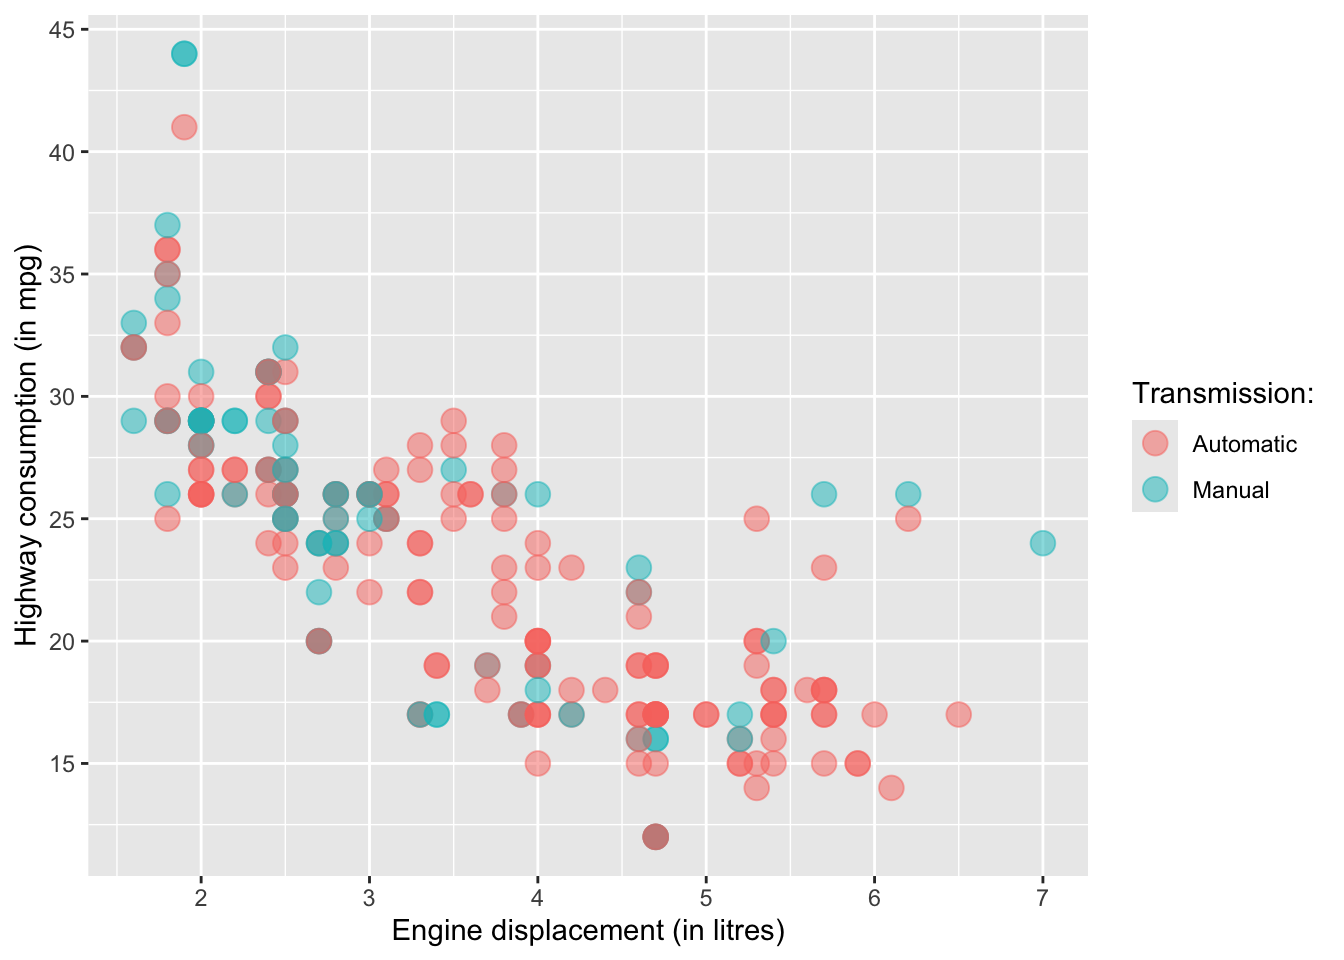 45
40
35
30
25
20
15
Highway consumption (in mpg)
2 3 4 5 6 7
Engine displacement (in litres)
Transmission:
Automatic
Manual